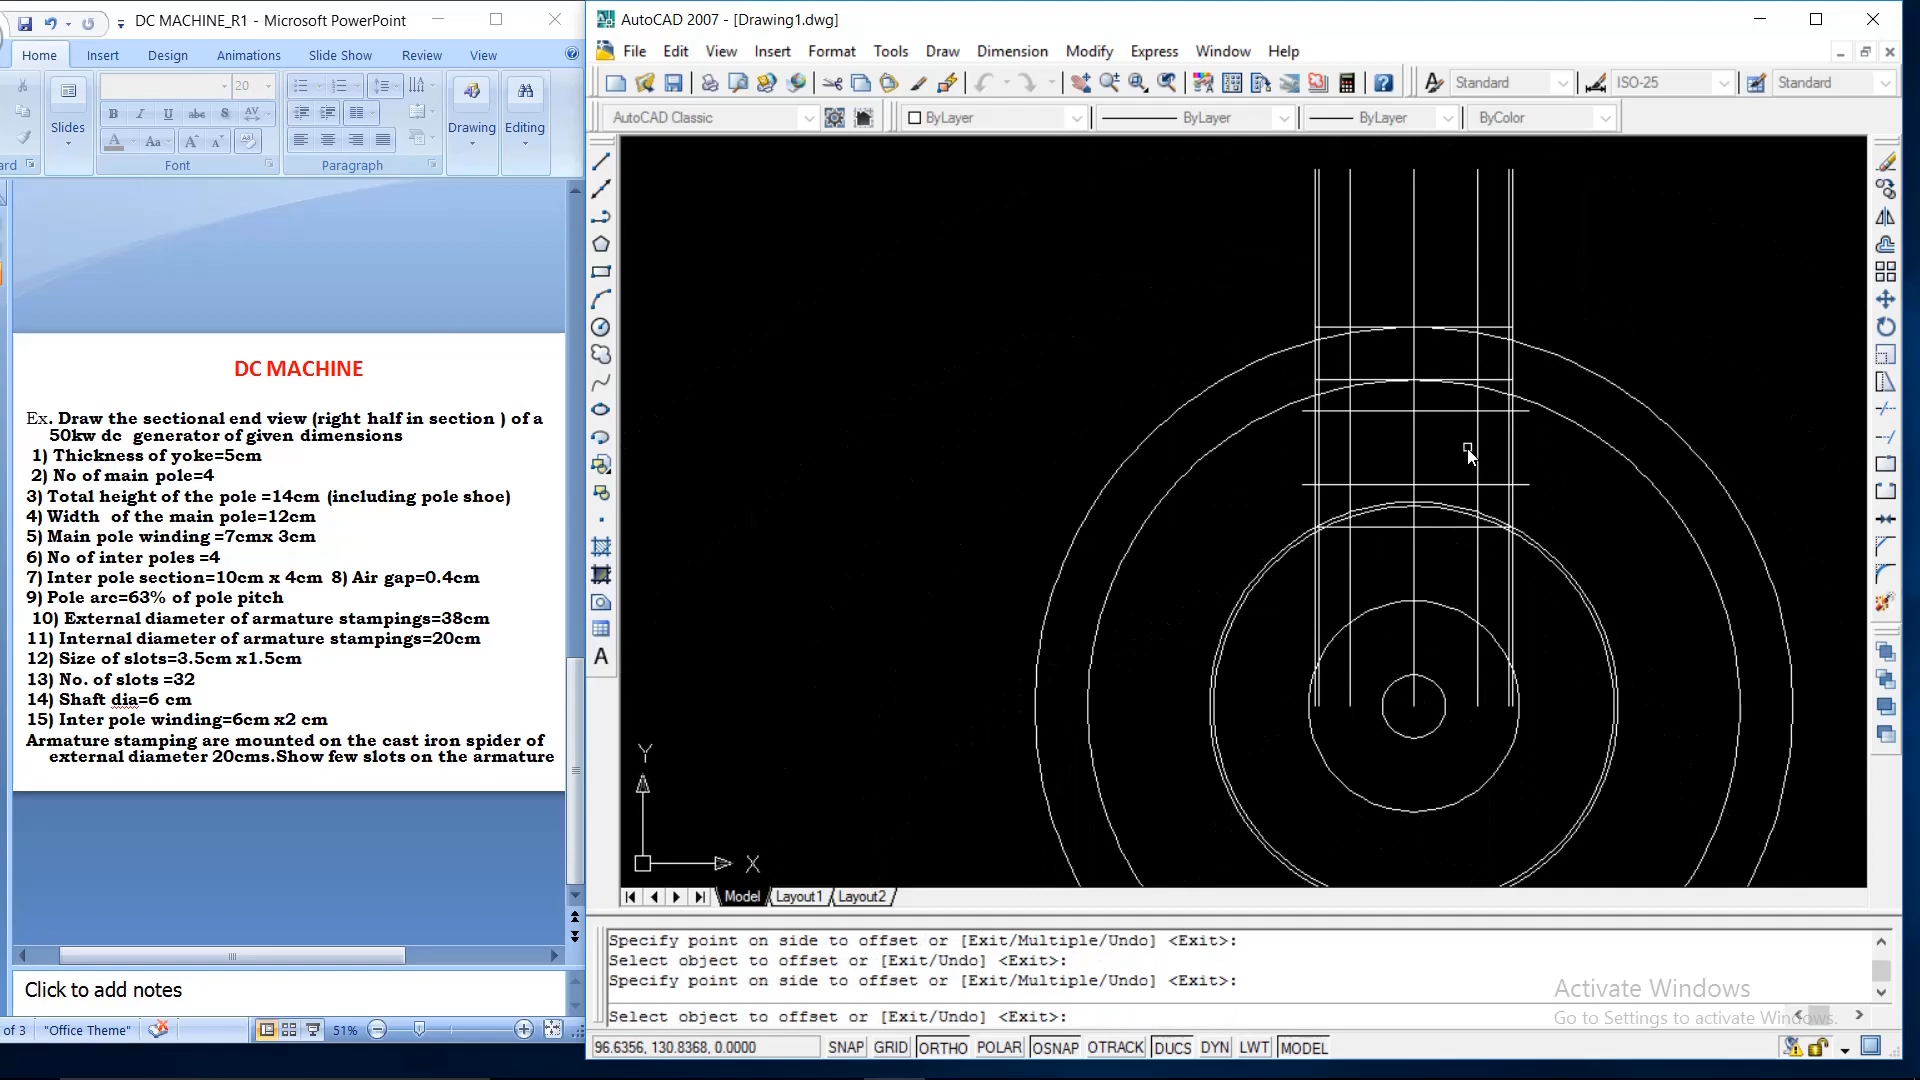 DC MACHINE_R1 - Microsoft PowerPoint
Home Insert Design Animations Slide Show Review View
20
Slides
Drawing
Editing
Font
Paragraph
DC MACHINE
Ex. Draw the sectional end view (right half in section ) of a
50kw dc generator of given dimensions
1) Thickness of yoke=5cm
2) No of main pole=4
3) Total height of the pole =14cm (including pole shoe)
4) Width of the main pole=12cm
5) Main pole winding =7cmx 3cm
6) No of inter poles =4
7) Inter pole section=10cm x 4cm 8) Air gap=0.4cm
9) Pole arc=63% of pole pitch
10) External diameter of armature stampings=38cm
11) Internal diameter of armature stampings=20cm
12) Size of slots=3.5cm x1.5cm
13) No. of slots =32
14) Shaft dia=6 cm
15) Inter pole winding=6cm x2 cm
Armature stamping are mounted on the cast iron spider of
external diameter 20cms.Show few slots on the armature
Click to add notes
of 3 "Office Theme" 51%
AutoCAD 2007 - [Drawing1.dwg]
File Edit View Insert Format Tools Draw Dimension Modify Express Window Help
Standard ISO-25 Standard
AutoCAD Classic ByLayer ByLayer ByLayer ByColor
A
Y
X
Model Layout1 Layout2
Specify point on side to offset or [Exit/Multiple/Undo] <Exit>:
Select object to offset or [Exit/Undo] <Exit>:
Specify point on side to offset or [Exit/Multiple/Undo] <Exit>:
Select object to offset or [Exit/Undo] <Exit>:
Activate Windows
Go to Settings to activate Windows.
96.6356, 130.8368, 0.0000 SNAP GRID ORTHO POLAR OSNAP OTRACK DUCS DYN LWT MODEL